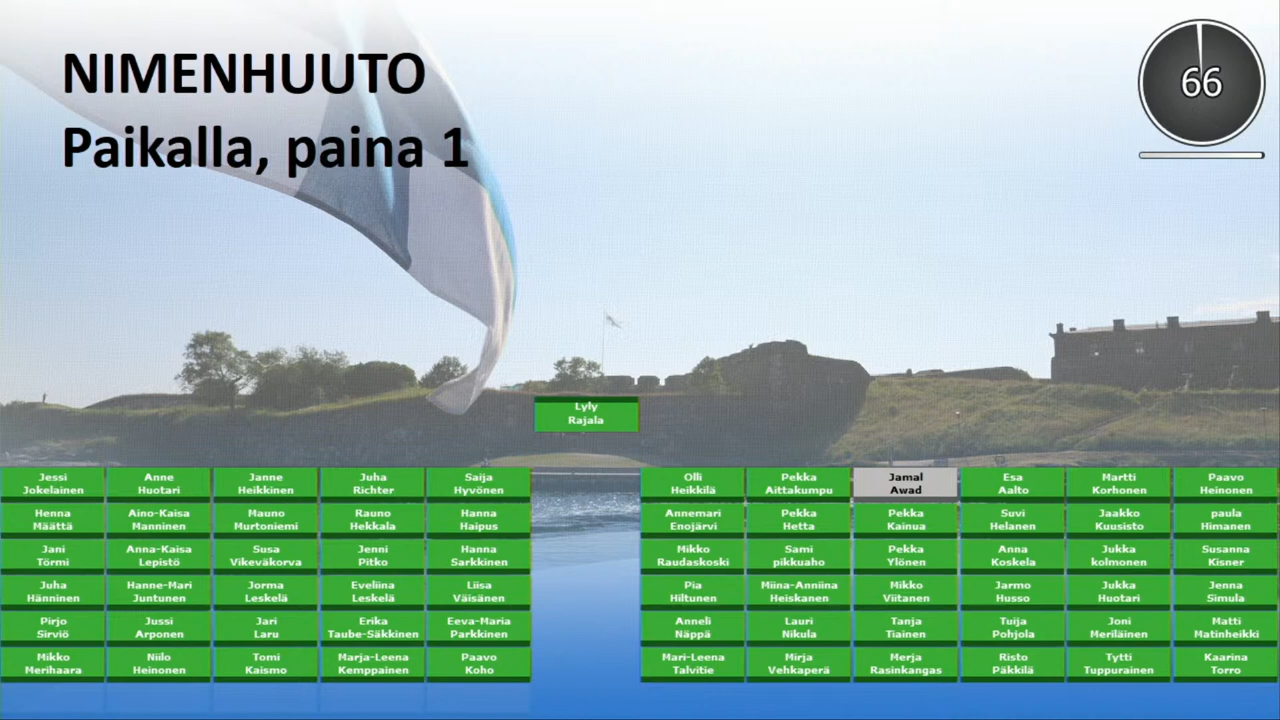 NIMENHUUTO
66
Paikalla, paina 1
Lyly
Rajala
Jessi
Jokelainen
Anne
Huotari
Janne
Heikkinen
Juha
Richter
Saija
Hyvönen
Olli
Heikkilä
Pekka
Aittakumpu
Jamal
Awad
Esa
Aalto
Martti
Korhonen
Paavo
Heinonen
Henna
Määttä
Aino-Kaisa
Manninen
Mauno
Murtoniemi
Rauno
Hekkala
Hanna
Haipus
Annemari
Enojärvi
Pekka
Hetta
Pekka
Kainua
Suvi
Helanen
Jaakko
Kuusisto
paula
Himanen
Jani
Törmi
Anna-Kaisa
Lepistö
Susa
Vikeväkorva
Jenni
Pitko
Hanna
Sarkkinen
Mikko
Raudaskoski
Sami
pikkuaho
Pekka
Ylönen
Anna
Koskela
Jukka
kolmonen
Susanna
Kisner
Juha
Hänninen
Hanne-Mari
Juntunen
Jorma
Leskelä
Eveliina
Leskelä
Liisa
Väisänen
Pia
Hiltunen
Miina-Anniina
Heiskanen
Mikko
Viitanen
Jarmo
Husso
Jukka
Huotari
Jenna
Simula
Pirjo
Sirviö
Jussi
Arponen
Jari
Laru
Erika
Taube-Säkkinen
Eeva-Maria
Parkkinen
Anneli
Näppä
Lauri
Nikula
Tanja
Tiainen
Tuija
Pohjola
Joni
Meriläinen
Matti
Matinheikki
Mikko
Merihaara
Niilo
Heinonen
Tomi
Kaismo
Marja-Leena
Kemppainen
Paavo
Koho
Mari-Leena
Talvitie
Mirja
Vehkaperä
Merja
Rasinkangas
Risto
Päkkilä
Tytti
Tuppurainen
Kaarina
Torro